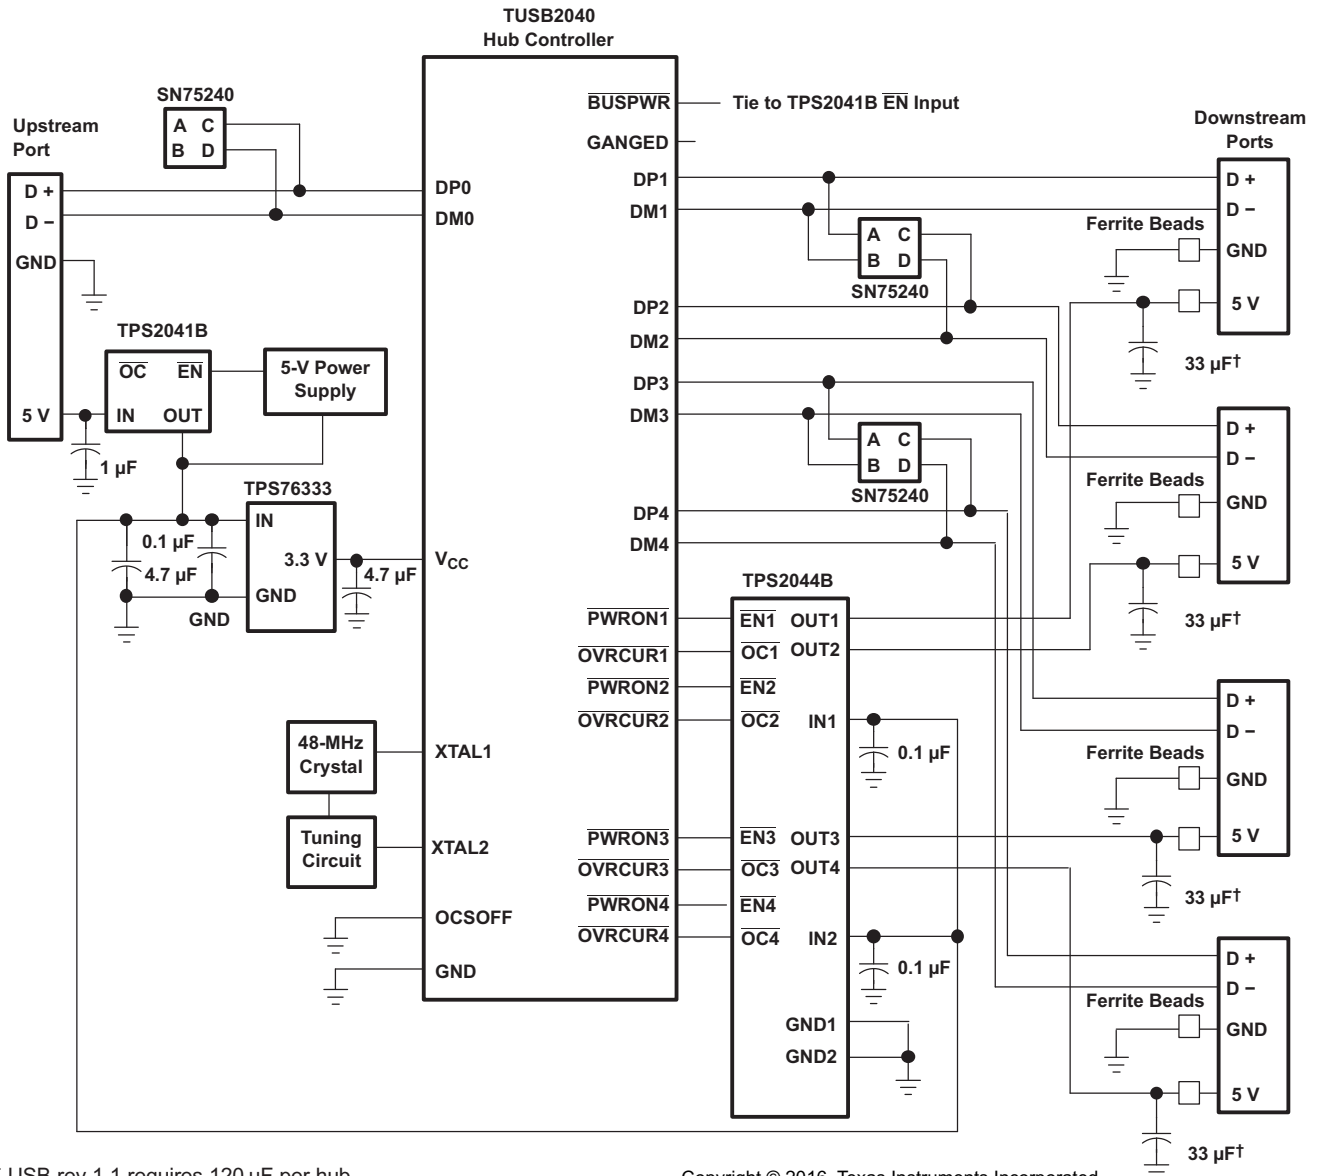 TUSB2040
Hub Controller
SN75240
A C
B D
Upstream
Port
D +
D −
GND
5 V
TPS2041B
OC EN
IN OUT
5-V Power
Supply
1 µF
TPS76333
IN
3.3 V
GND
0.1 µF
4.7 µF
GND
4.7 µF
48-MHz
Crystal
Tuning
Circuit
DP0
DM0
VCC
XTAL1
XTAL2
OCSOFF
GND
BUSPWR
Tie to TPS2041B EN Input
GANGED
DP1
DM1
DP2
DM2
DP3
DM3
DP4
DM4
PWRON1
OVRCUR1
PWRON2
OVRCUR2
PWRON3
OVRCUR3
PWRON4
OVRCUR4
A C
B D
SN75240
A C
B D
SN75240
TPS2044B
EN1 OUT1
OC1 OUT2
EN2
OC2 IN1
EN3 OUT3
OC3 OUT4
EN4
OC4 IN2
GND1
GND2
0.1 µF
0.1 µF
Downstream
Ports
D +
D −
Ferrite Beads
GND
5 V
33 µF†
D +
D −
Ferrite Beads
GND
5 V
33 µF†
D +
D −
Ferrite Beads
GND
5 V
33 µF†
D +
D −
Ferrite Beads
GND
5 V
33 µF†
USB rev 1.1 requires 120 µF per hub
Copyright © 2016, Texas Instruments Incorporated